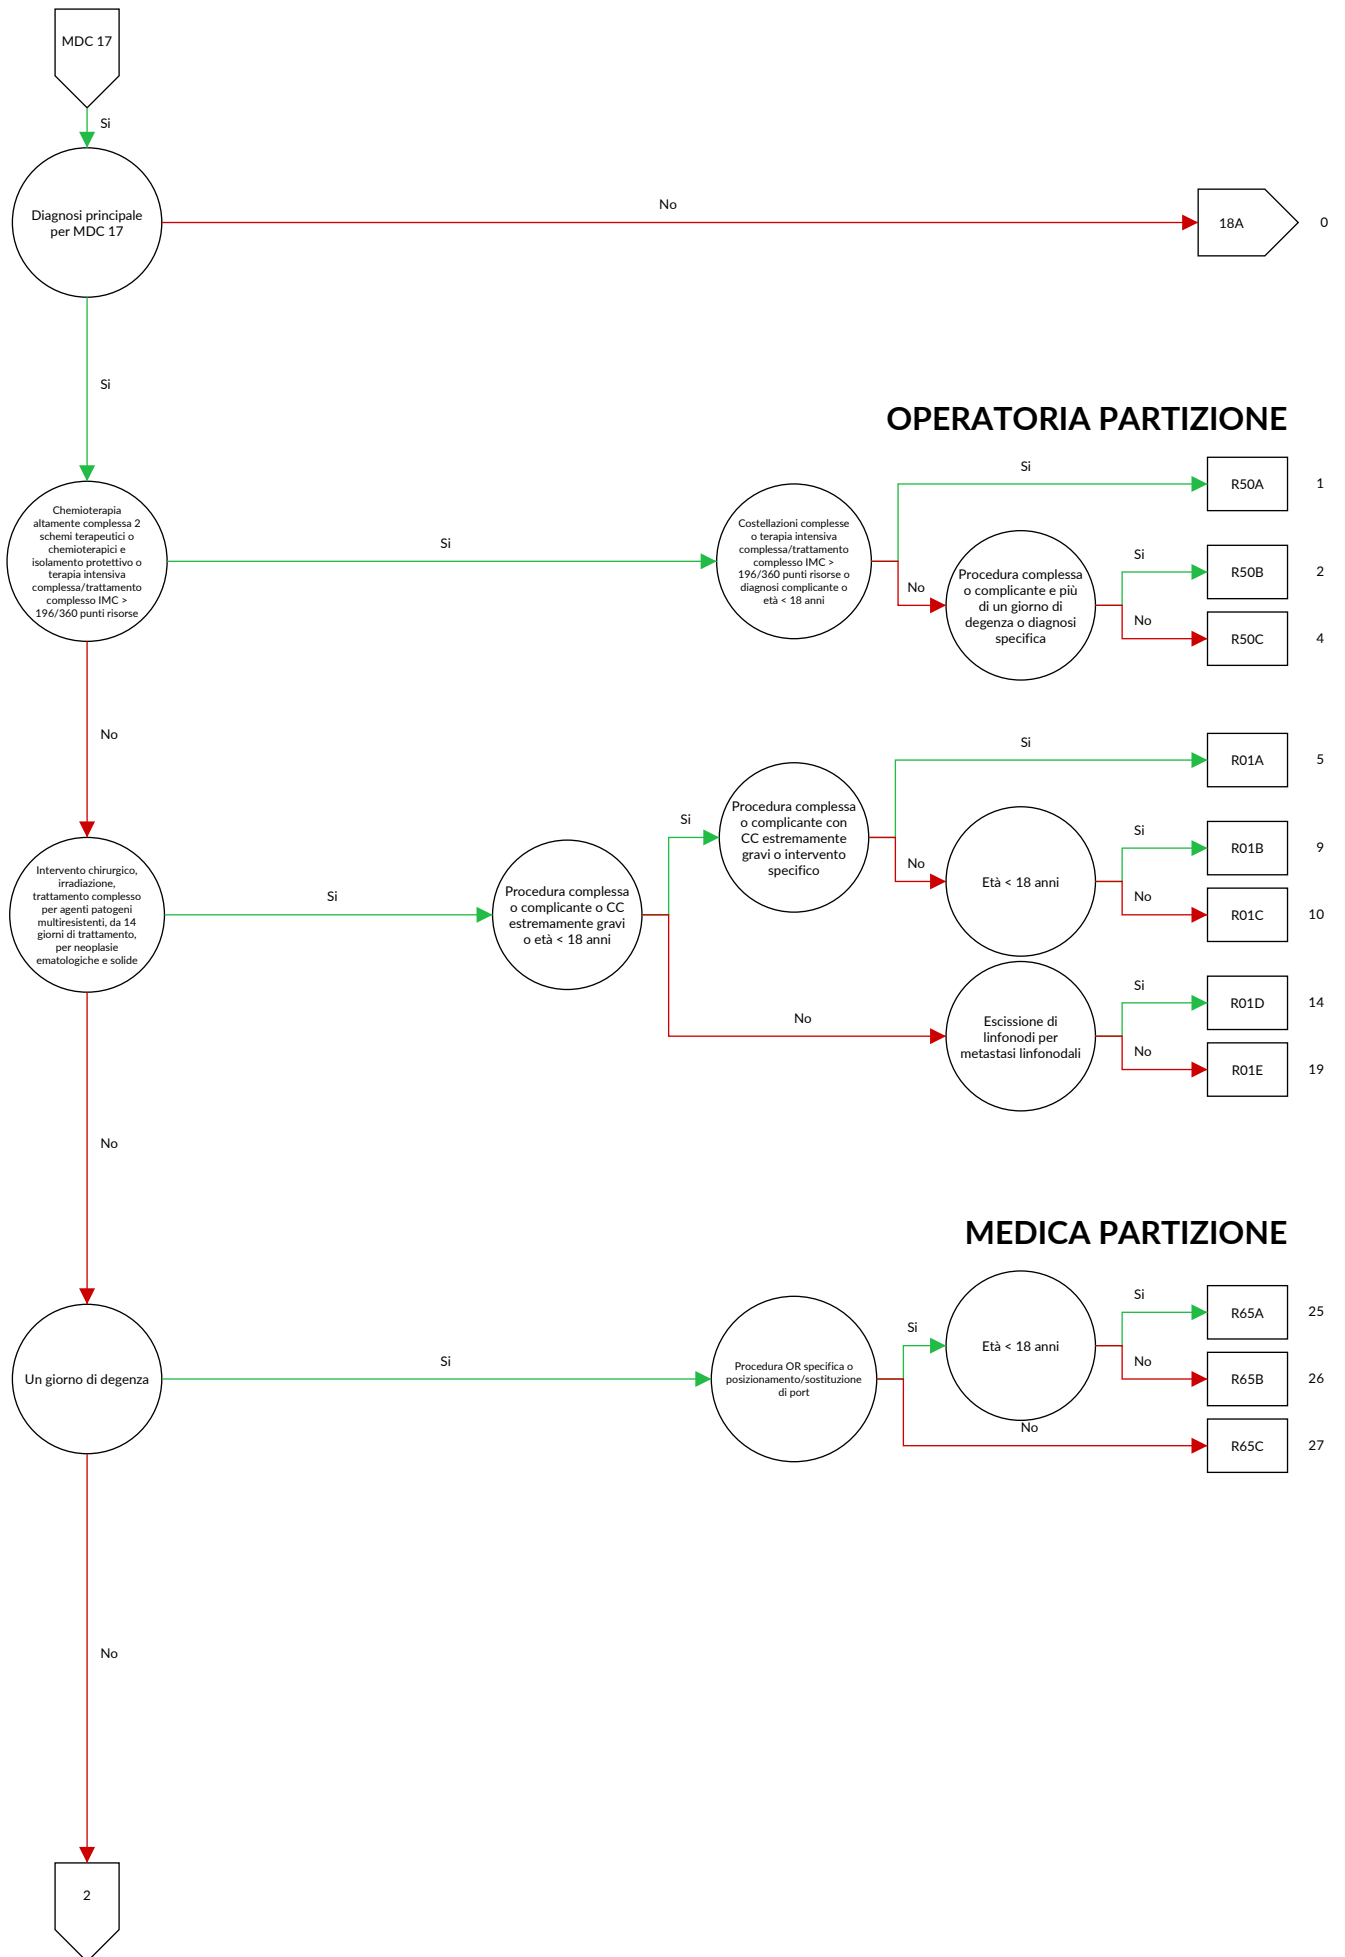 MDC 17
Si
Diagnosi principale
per MDC 17
No
18A
0
Si
OPERATORIA PARTIZIONE
Chemioterapia
altamente complessa 2
schemi terapeutici o
chemioterapici e
isolamento protettivo o
terapia intensiva
complessa/trattamento
complesso IMC >
196/360 punti risorse
Si
Costellazioni complesse
o terapia intensiva
complessa/trattamento
complesso IMC >
196/360 punti risorse o
diagnosi complicante o
età < 18 anni
Si
R50A
1
No
Procedura complessa
o complicante e più
di un giorno di
degenza o diagnosi
specifica
Si
R50B
2
No
R50C
4
No
Intervento chirurgico,
irradiazione,
trattamento complesso
per agenti patogeni
multiresistenti, da 14
giorni di trattamento,
per neoplasie
ematologiche e solide
Si
Procedura complessa
o complicante o CC
estremamente gravi
o età < 18 anni
Si
Procedura complessa
o complicante con
CC estremamente
gravi o intervento
specifico
Si
R01A
5
No
Età < 18 anni
Si
R01B
9
No
R01C
10
No
Escissione di
linfonodi per
metastasi linfonodali
Si
R01D
14
No
R01E
19
No
MEDICA PARTIZIONE
Un giorno di degenza
Si
Procedura OR specifica o
posizionamento/sostituzione
di port
Si
Età < 18 anni
Si
R65A
25
No
R65B
26
No
R65C
27
No
2